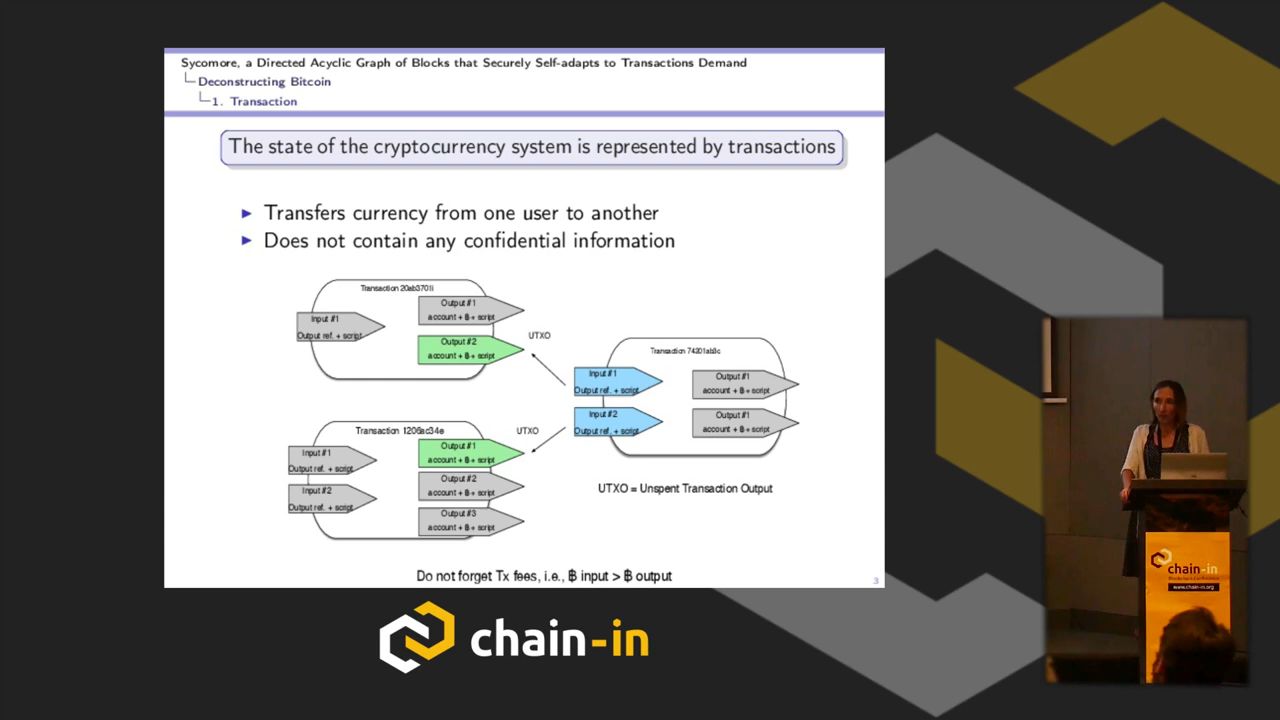 Sycomore, a Directed Acyclic Graph of Blocks that Securely Self-adapts to Transactions Demand
Deconstructing Bitcoin
1. Transaction
The state of the cryptocurrency system is represented by transactions
Transfers currency from one user to another
Does not contain any confidential information
Transaction 20ab3701i
Input #1
Output ref. + script
Output #1
account + ₿ + script
Output #2
account + ₿ + script
UTXO
Transaction 74201ab3c
Input #1
Output ref. + script
Input #2
Output ref. + script
Output #1
account + ₿ + script
Output #1
account + ₿ + script
Transaction 1206ac34e
Input #1
Output ref. + script
Input #2
Output ref. + script
Output #1
account + ₿ + script
Output #2
account + ₿ + script
Output #3
account + ₿ + script
UTXO
UTXO = Unspent Transaction Output
Do not forget Tx fees, i.e., ₿ input > ₿ output
3
chain-in
chain-in
www.chain-in.org